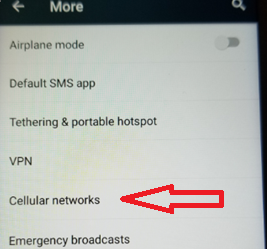 More
Airplane mode
Default SMS app
Tethering & portable hotspot
VPN
Cellular networks
Emergency broadcasts